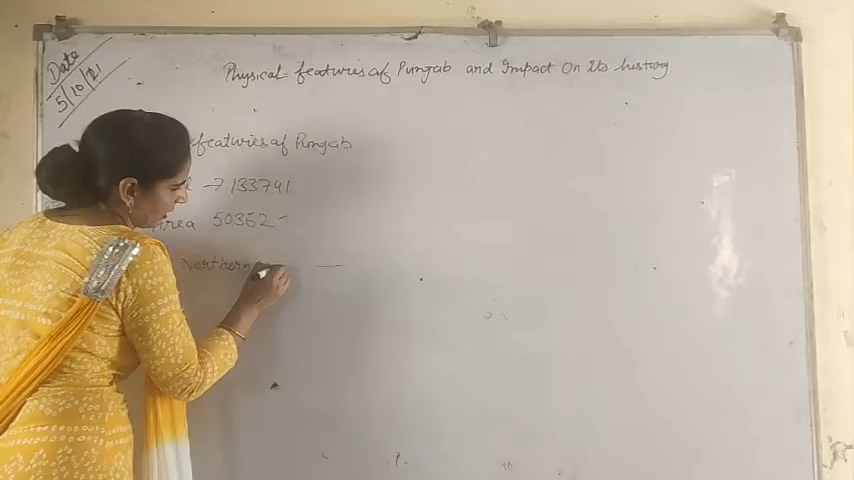 Date
5/10/21
Physical features of Punjab and Impact On its history
features of Punjab
→ 133741
Area 50362
Northern